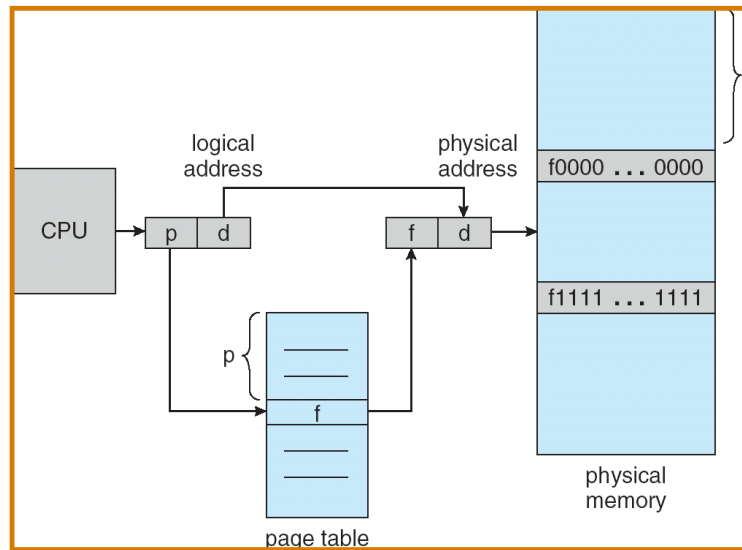 logical
address
physical
address
f0000 ... 0000
CPU
p d
f d
f1111 ... 1111
p
f
physical
memory
page table